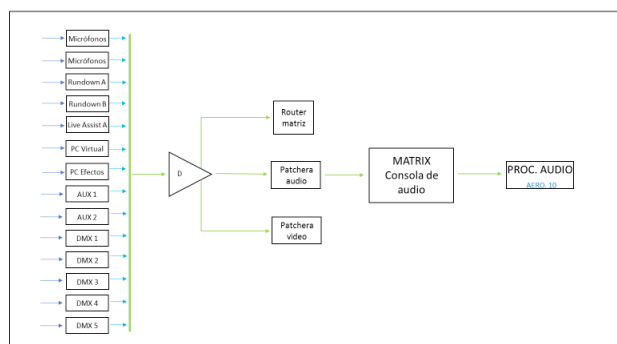 Micrófonos
Micrófonos
Rundown A
Rundown B
Live Assist A
PC Virtual
PC Efectos
AUX 1
AUX 2
DMX 1
DMX 2
DMX 3
DMX 4
DMX 5
D
Router
matriz
Patchera
audio
Patchera
video
MATRIX
Consola de
audio
PROC. AUDIO
AERO. 10